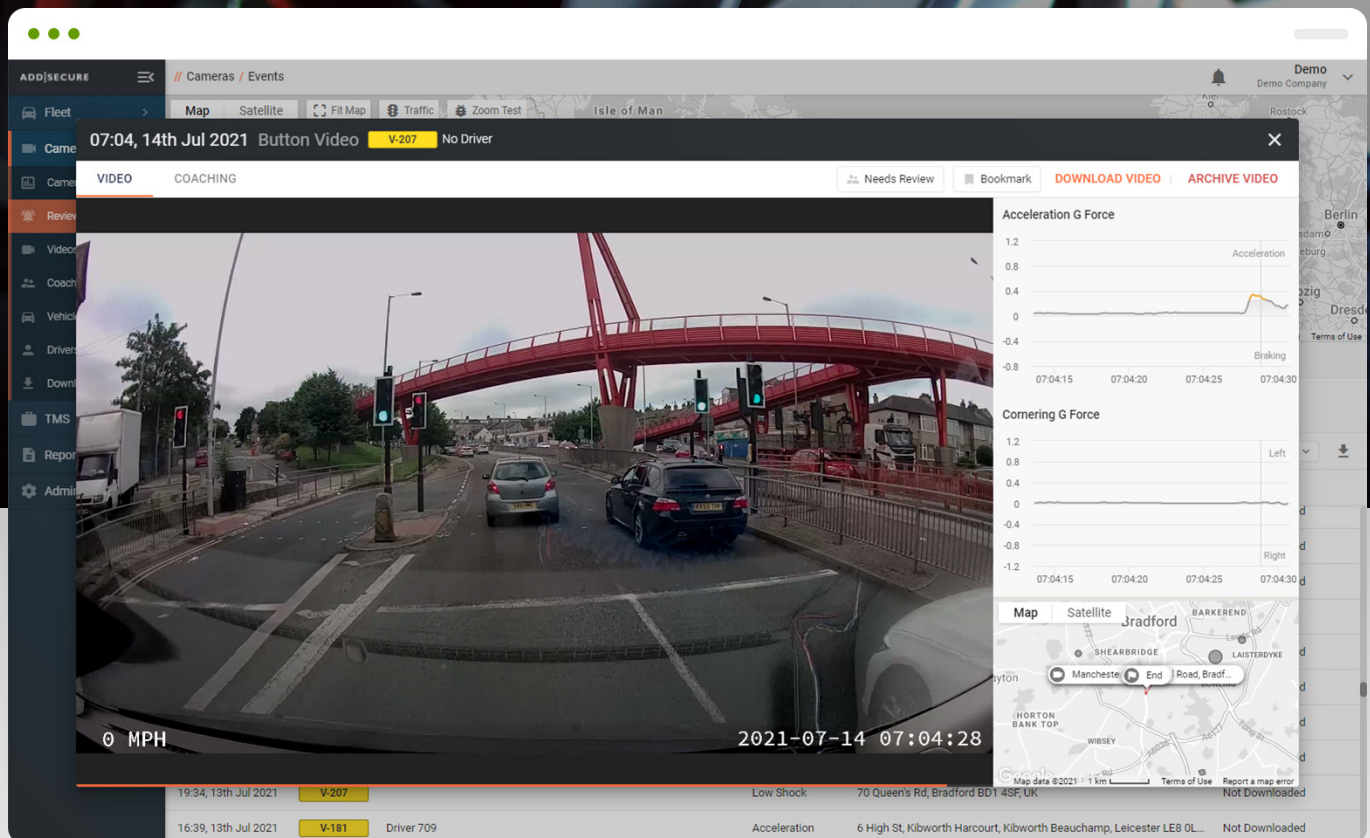 ADD|SECURE
// Cameras / Events
Demo
Demo Company
Fleet
Map Satellite Fit Map Traffic Zoom Test
Isle of Man
Rostock
07:04, 14th Jul 2021 Button Video V-207 No Driver
VIDEO COACHING
Needs Review Bookmark DOWNLOAD VIDEO ARCHIVE VIDEO
Came
Came
Review
Videos
Coach
Vehicl
Drivers
Downl
TMS
Repor
Admin
Berlin
Dresd
Terms of Use
Acceleration G Force
1.2
0.8
0.4
0
-0.4
-0.8
Acceleration
Braking
07:04:15 07:04:20 07:04:25 07:04:30
Cornering G Force
1.2
0.8
0.4
0
-0.4
-0.8
-1.2
Left
Right
07:04:15 07:04:20 07:04:25 07:04:30
0 MPH
2021-07-14 07:04:28
Map Satellite
Bradford
BARKEREND
SHEARBRIDGE
LAISTERDYKE
Mancheste End Road, Bradf...
HORTON
BANK TOP
WIBSEY
Google
Map data ©2021 1 km Terms of Use Report a map error
19:34, 13th Jul 2021 V-207 Low Shock 70 Queen's Rd, Bradford BD1 4SF, UK Not Downloaded
16:39, 13th Jul 2021 V-181 Driver 709 Acceleration 6 High St, Kibworth Harcourt, Kibworth Beauchamp, Leicester LE8 0L... Not Downloaded